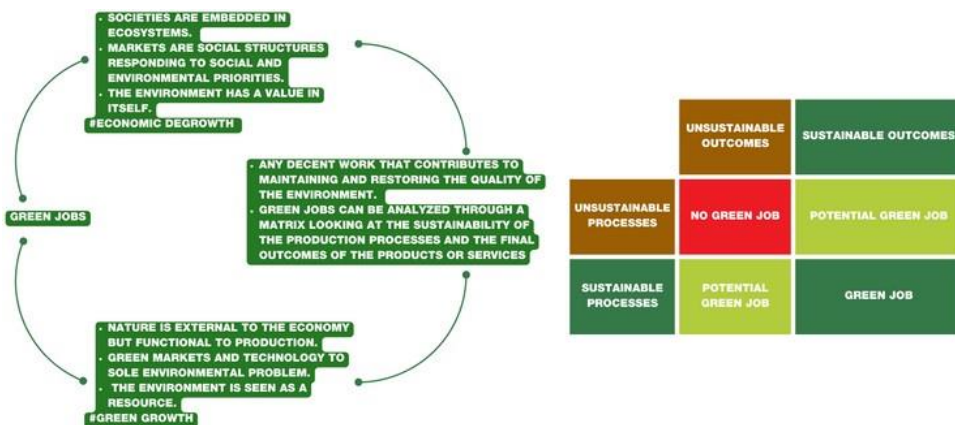 • SOCIETIES ARE EMBEDDED IN
ECOSYSTEMS.
• MARKETS ARE SOCIAL STRUCTURES
RESPONDING TO SOCIAL AND
ENVIRONMENTAL PRIORITIES.
• THE ENVIRONMENT HAS A VALUE IN
ITSELF.
#ECONOMIC DEGROWTH
GREEN JOBS
• ANY DECENT WORK THAT CONTRIBUTES TO
MAINTAINING AND RESTORING THE QUALITY OF
THE ENVIRONMENT.
• GREEN JOBS CAN BE ANALYZED THROUGH A
MATRIX LOOKING AT THE SUSTAINABILITY OF
THE PRODUCTION PROCESSES AND THE FINAL
OUTCOMES OF THE PRODUCTS OR SERVICES
• NATURE IS EXTERNAL TO THE ECONOMY
BUT FUNCTIONAL TO PRODUCTION.
• GREEN MARKETS AND TECHNOLOGY TO
SOLE ENVIRONMENTAL PROBLEM.
• THE ENVIRONMENT IS SEEN AS A
RESOURCE.
#GREEN GROWTH
UNSUSTAINABLE
OUTCOMES
SUSTAINABLE OUTCOMES
UNSUSTAINABLE
PROCESSES
NO GREEN JOB
POTENTIAL GREEN JOB
SUSTAINABLE
PROCESSES
POTENTIAL
GREEN JOB
GREEN JOB